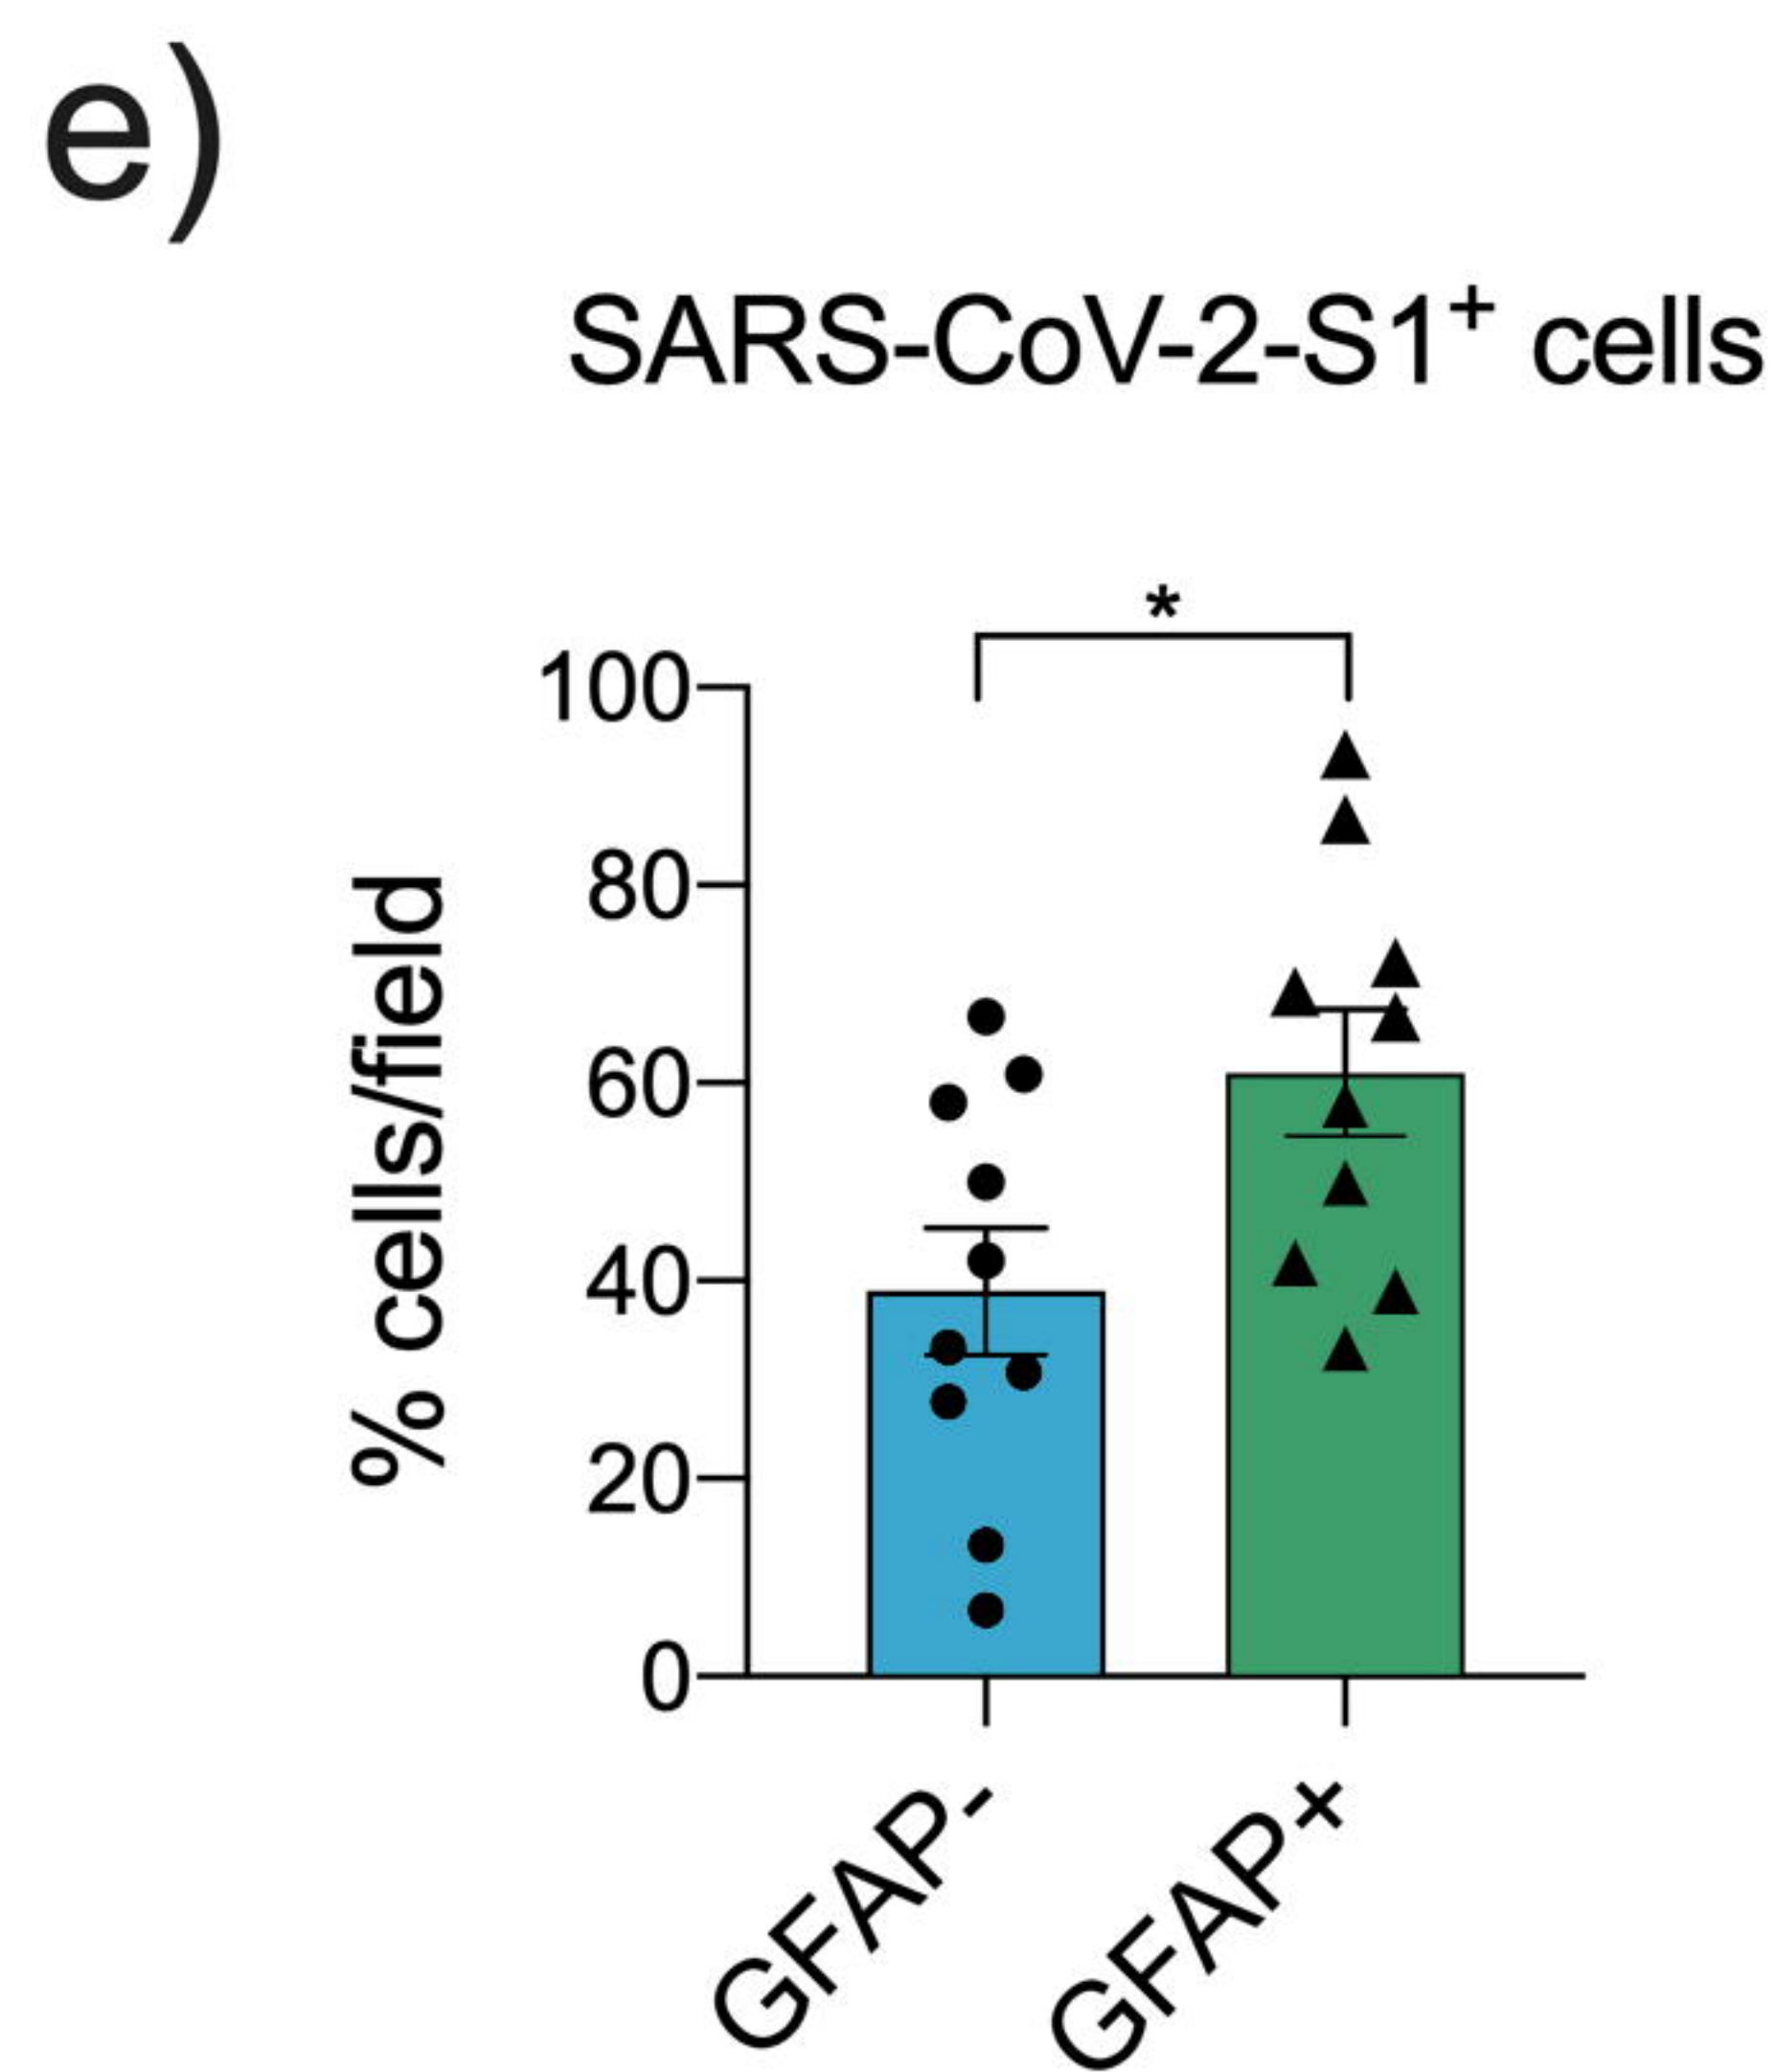 e)
SARS-CoV-2-S1⁺ cells
*
100
80
60
40
20
0
% cells/field
GFAP-
GFAP+